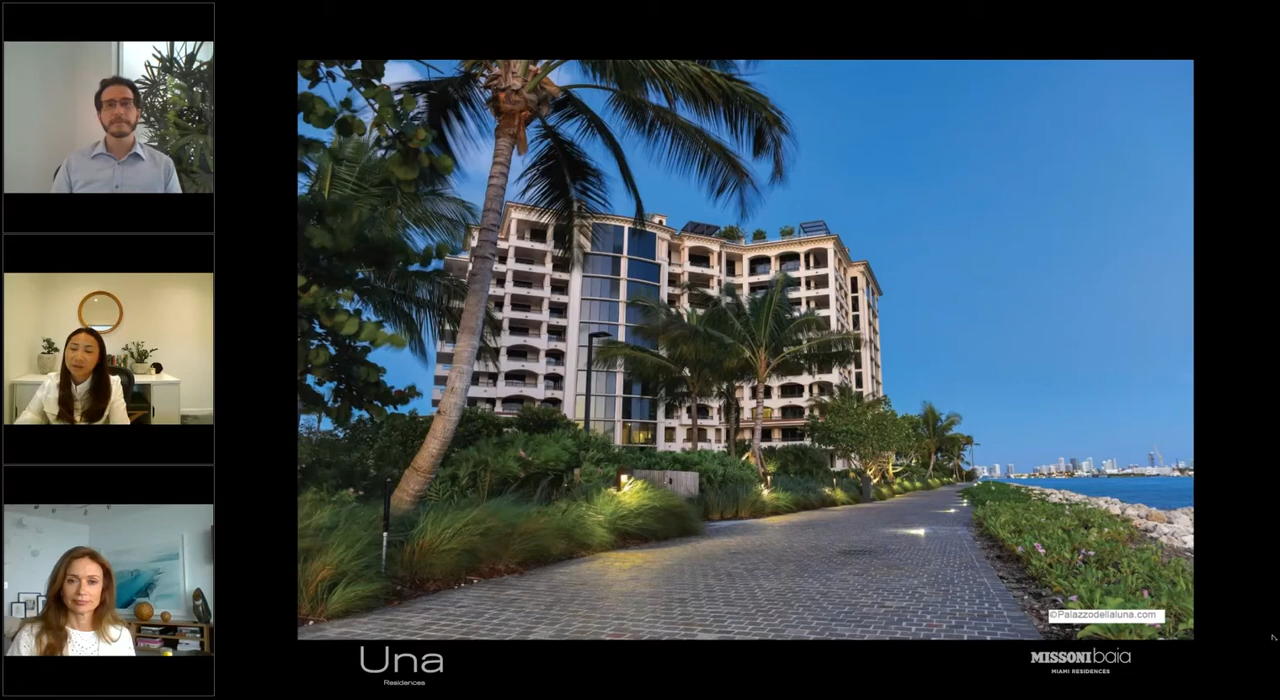 ©Palazzodellaluna.com
Una
Residences
MISSONI baia
MIAMI RESIDENCES